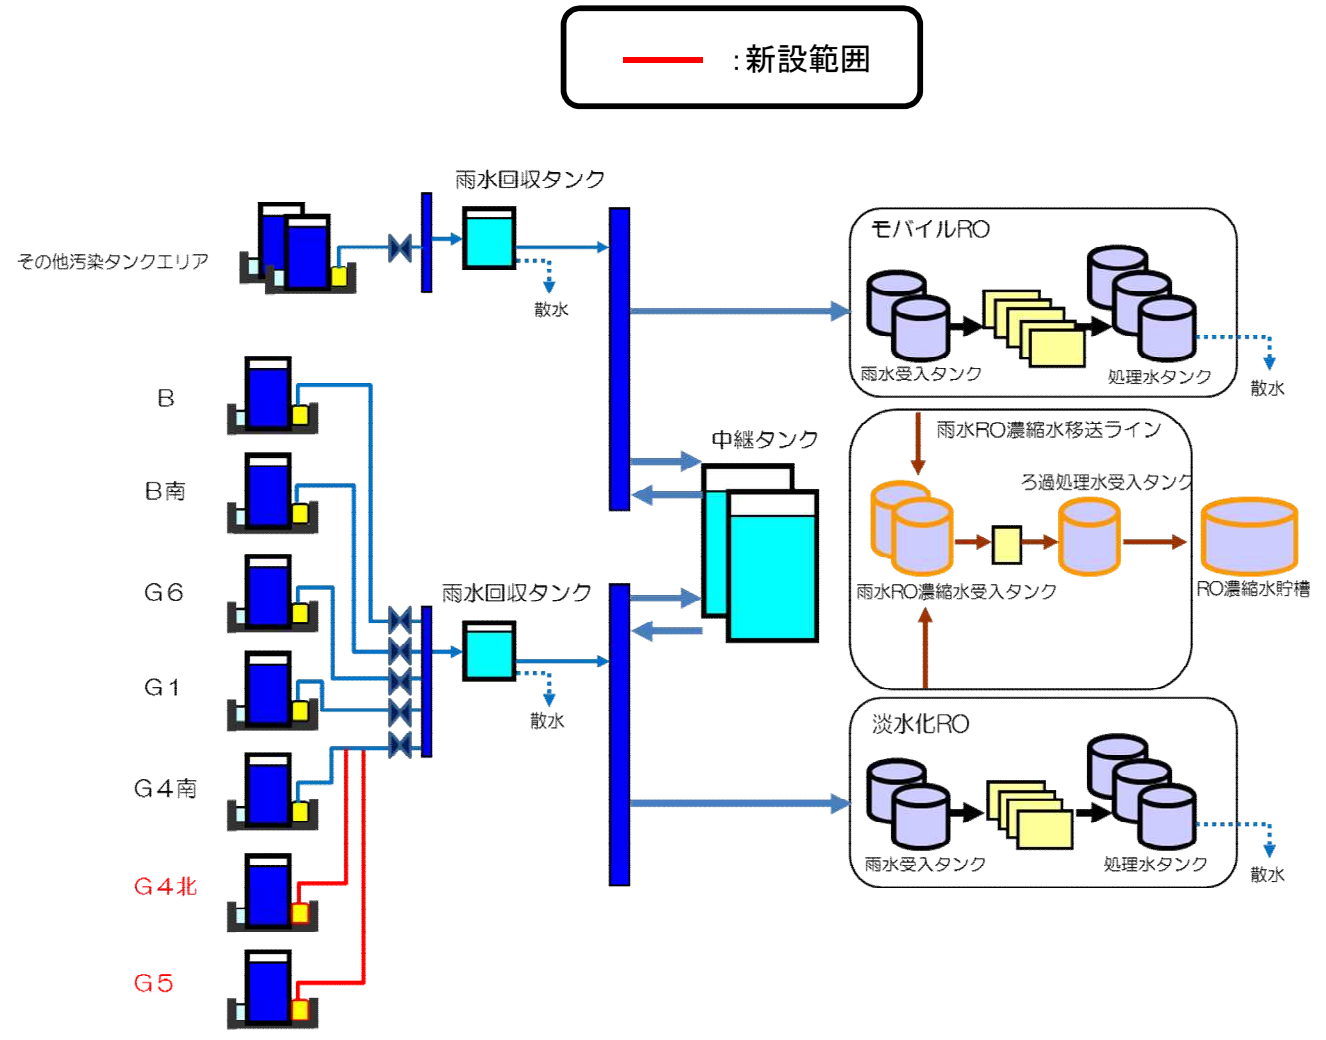 ：新設範囲
雨水回収タンク
その他汚染タンクエリア
散水
モバイルRO
雨水受入タンク
処理水タンク
散水
B
B南
G6
G1
G4南
G4北
G5
雨水回収タンク
散水
中継タンク
雨水RO濃縮水移送ライン
ろ過処理水受入タンク
雨水RO濃縮水受入タンク
RO濃縮水貯槽
淡水化RO
雨水受入タンク
処理水タンク
散水